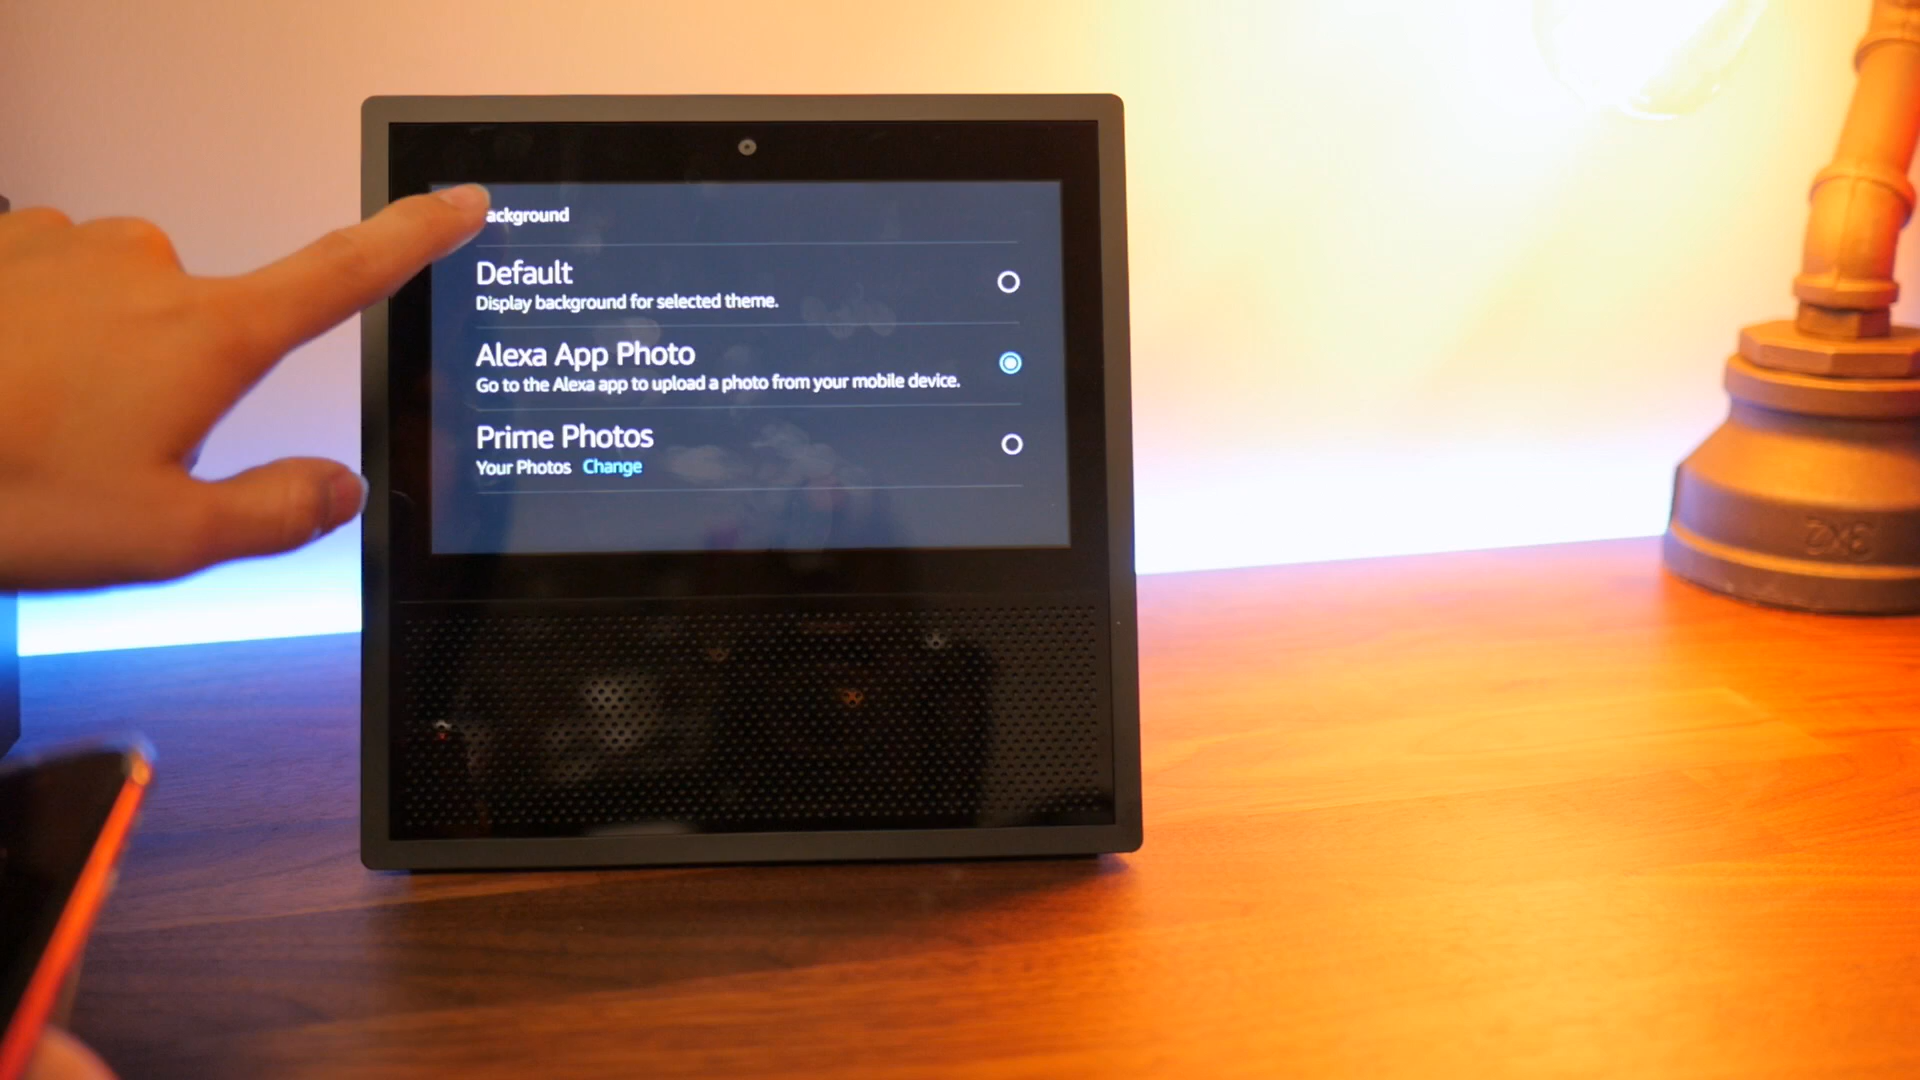 ackground
Default
Display background for selected theme.
Alexa App Photo
Go to the Alexa app to upload a photo from your mobile device.
Prime Photos
Your Photos Change